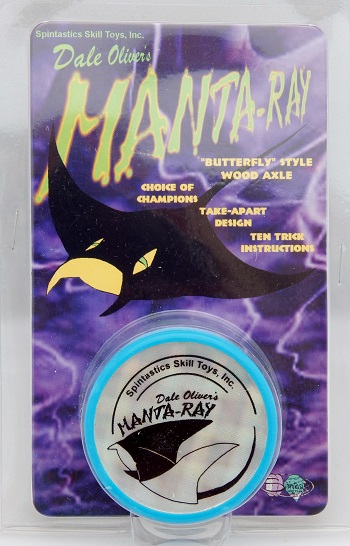 Spintastics Skill Toys, Inc.
Dale Oliver's
MANTA-RAY
"BUTTERFLY" STYLE
WOOD AXLE
CHOICE OF
CHAMPIONS
TAKE-APART
DESIGN
TEN TRICK
INSTRUCTIONS
Spintastics Skill Toys, Inc.
Dale Oliver's
MANTA-RAY